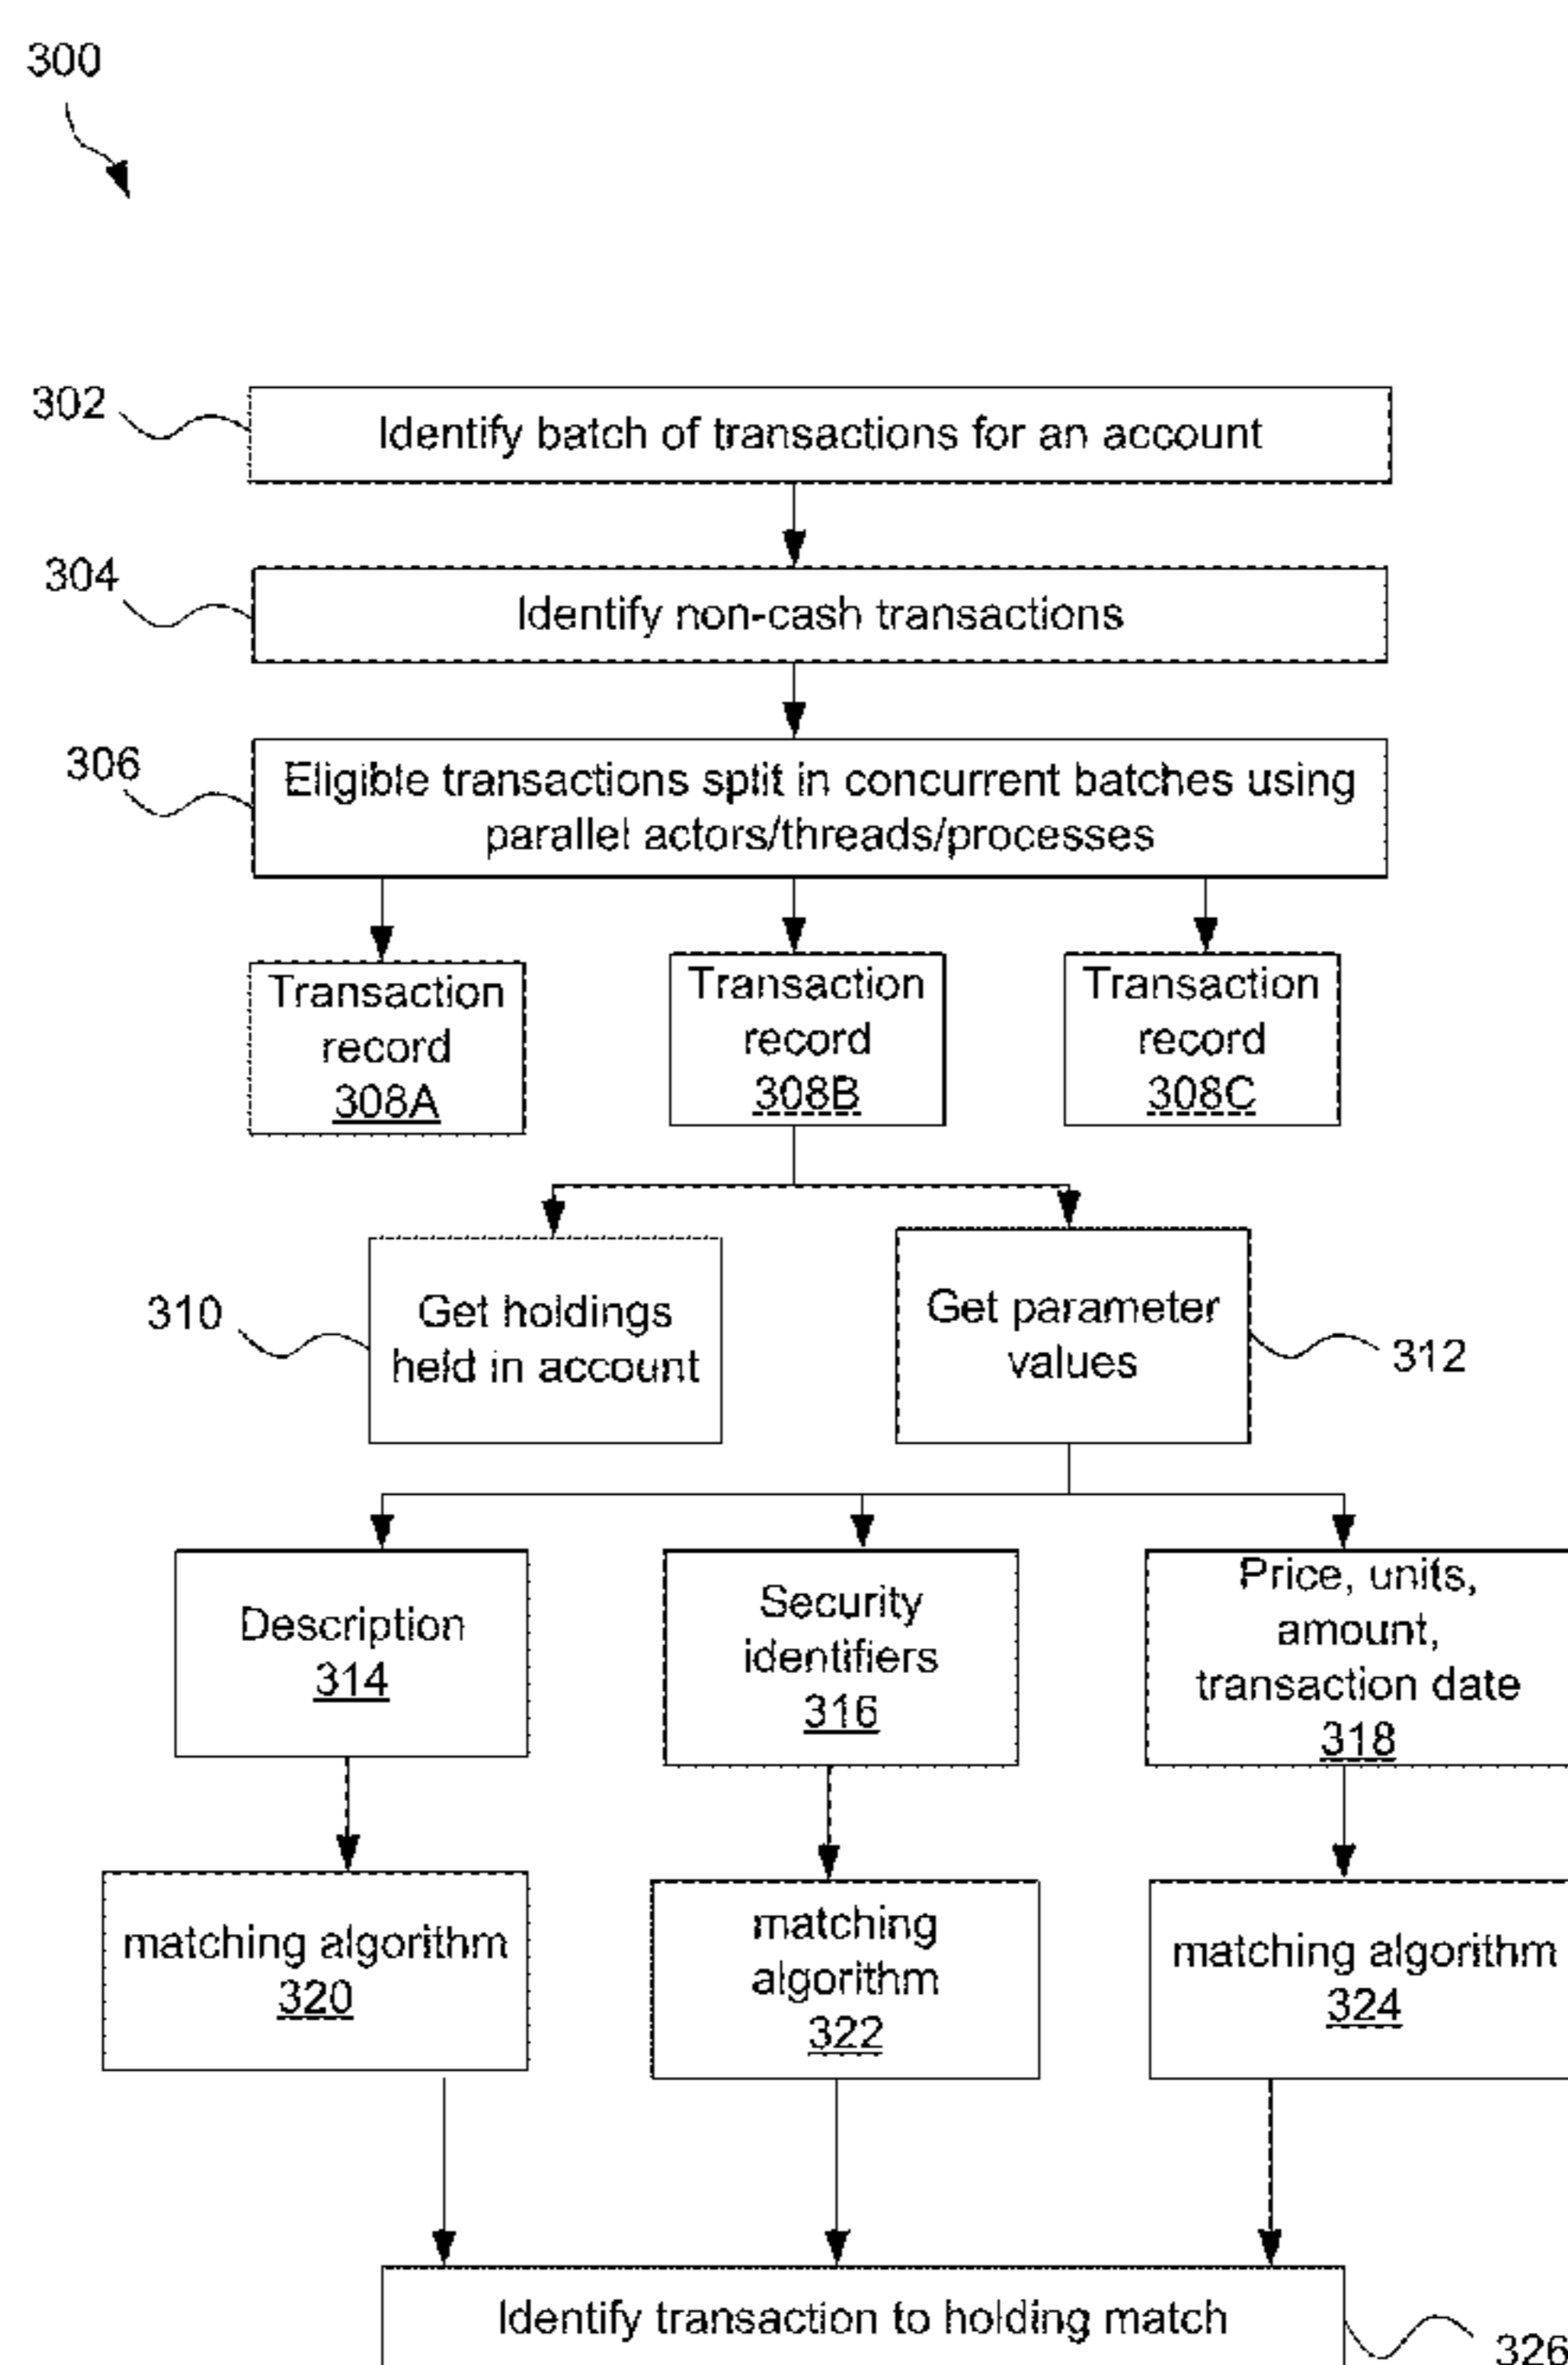 300
302
Identify batch of transactions for an account
304
Identify non-cash transactions
306
Eligible transactions split in concurrent batches using
parallel actors/threads/processes
Transaction
record
308A
Transaction
record
308B
Transaction
record
308C
310
Get holdings
held in account
Get parameter
values
312
Description
314
Security
identifiers
316
Price, units,
amount,
transaction date
318
matching algorithm
320
matching
algorithm
322
matching algorithm
324
Identify transaction to holding match
326